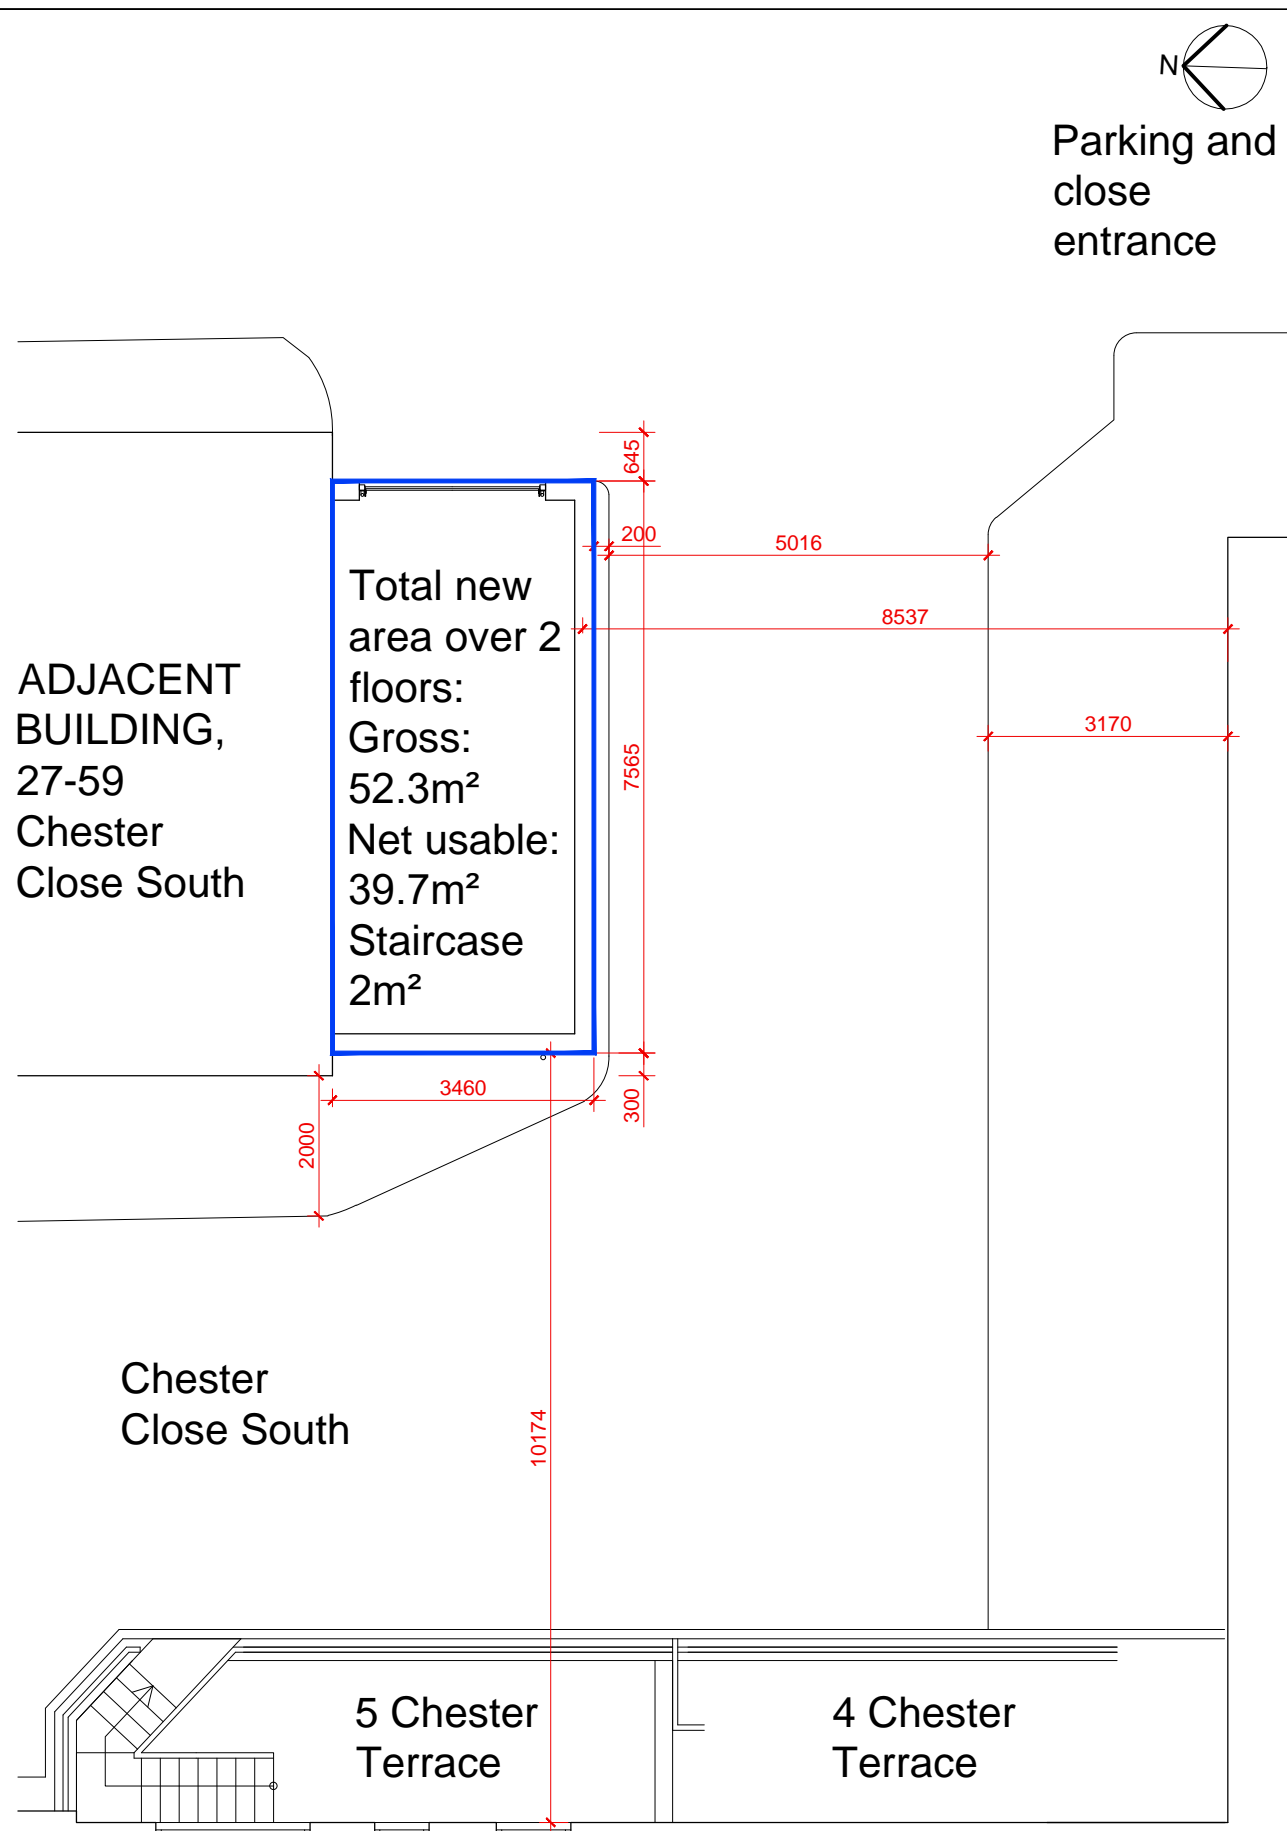 N
Parking and
close
entrance
645
200
5016
8537
3170
7565
Total new
area over 2
floors:
Gross:
52.3m²
Net usable:
39.7m²
Staircase
2m²
ADJACENT
BUILDING,
27-59
Chester
Close South
3460
300
2000
10174
Chester
Close South
5 Chester
Terrace
4 Chester
Terrace